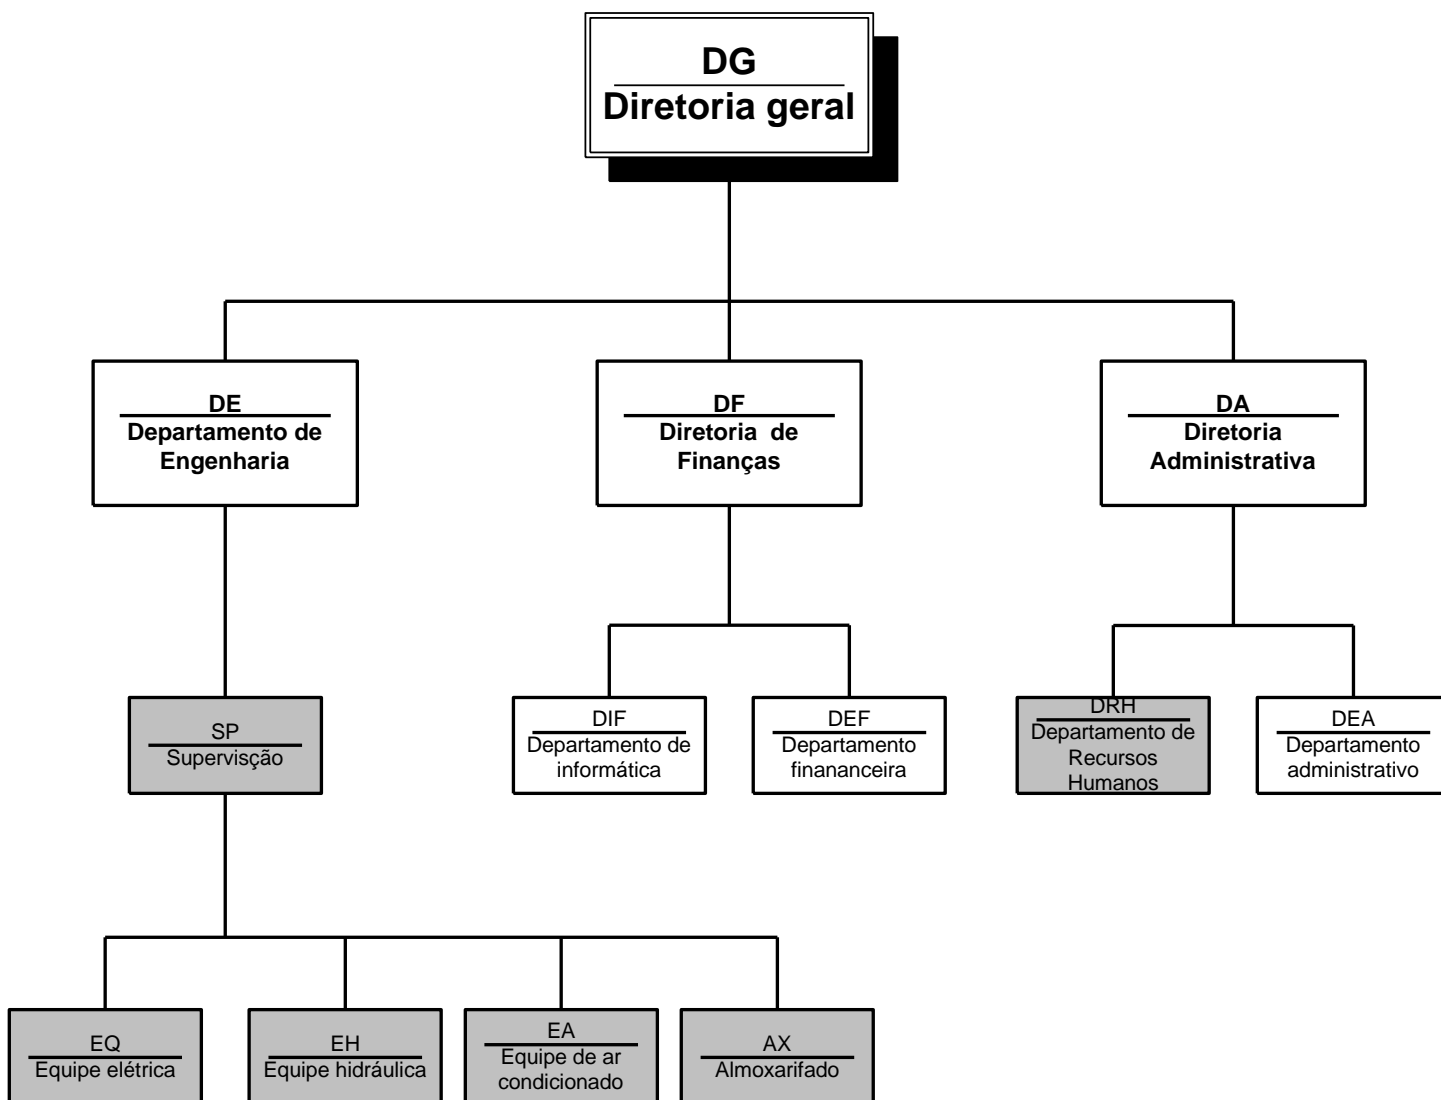 DG
Diretoria geral
DE
Departamento de
Engenharia
DF
Diretoria de
Finanças
DA
Diretoria
Administrativa
SP
Supervisção
DIF
Departamento de
informática
DEF
Departamento
finananceira
DRH
Departamento de
Recursos
Humanos
DEA
Departamento
administrativo
EQ
Equipe elétrica
EH
Equipe hidráulica
EA
Equipe de ar
condicionado
AX
Almoxarifado